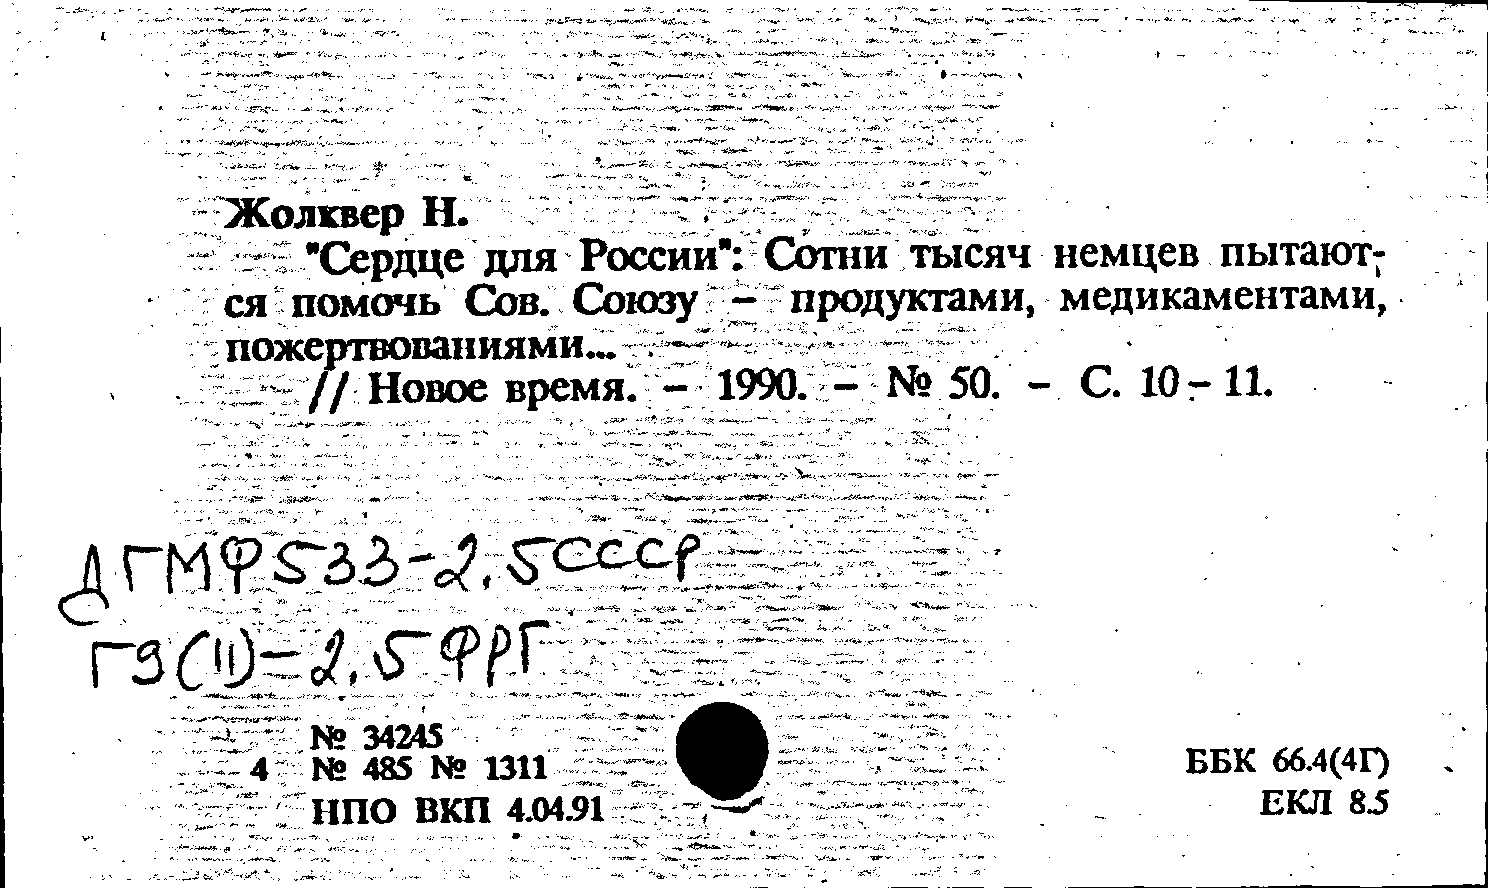 Жолквер Н.
"Сердце для России": Сотни тысяч немцев пытают-
ся помочь Сов. Союзу – продуктами, медикаментами,
пожертвованиями...
// Новое время. – 1990. – № 50. – С. 10– 11.
ДГМФ533-2.5СССР
Г9(11)-2.5ФРГ
№ 34245
4 № 485 № 1311
НПО ВКП 4.04.91
ББК 66.4(4Г)
ЕКЛ 8.5